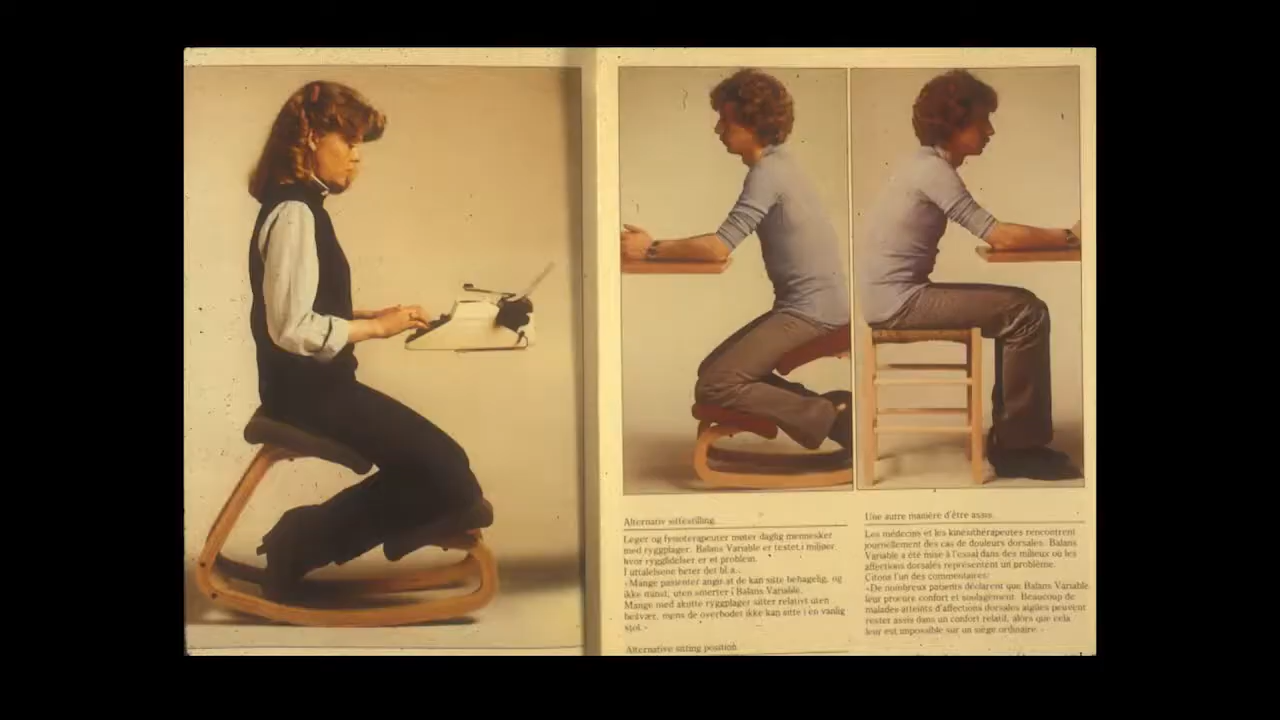 Alternativ sittestilling.
Leger og fysioterapeuter møter daglig mennesker
med ryggplager. Balans Variable er testet i miljøer
hvor rygglidelser er et problem.
I uttalelsene heter det bl.a.:
«Mange pasienter angir at de kan sitte behagelig, og
ikke minst, uten smerter i Balans Variable.
Mange med akutte ryggplager sitter relativt uten
besvær, mens de overhodet ikke kan sitte i en vanlig
stol.»
Alternative sitting position.
Une autre manière d'être assis.
Les médecins et les kinésithérapeutes rencontrent
journellement des cas de douleurs dorsales. Balans
Variable a été mise à l'essai dans des milieux où les
affections dorsales représentent un problème.
Citons l'un des commentaires:
«De nombreux patients déclarent que Balans Variable
leur procure confort et soulagement. Beaucoup de
malades atteints d'affections dorsales aigües peuvent
rester assis dans un confort relatif, alors que cela
leur est impossible sur un siège ordinaire.»